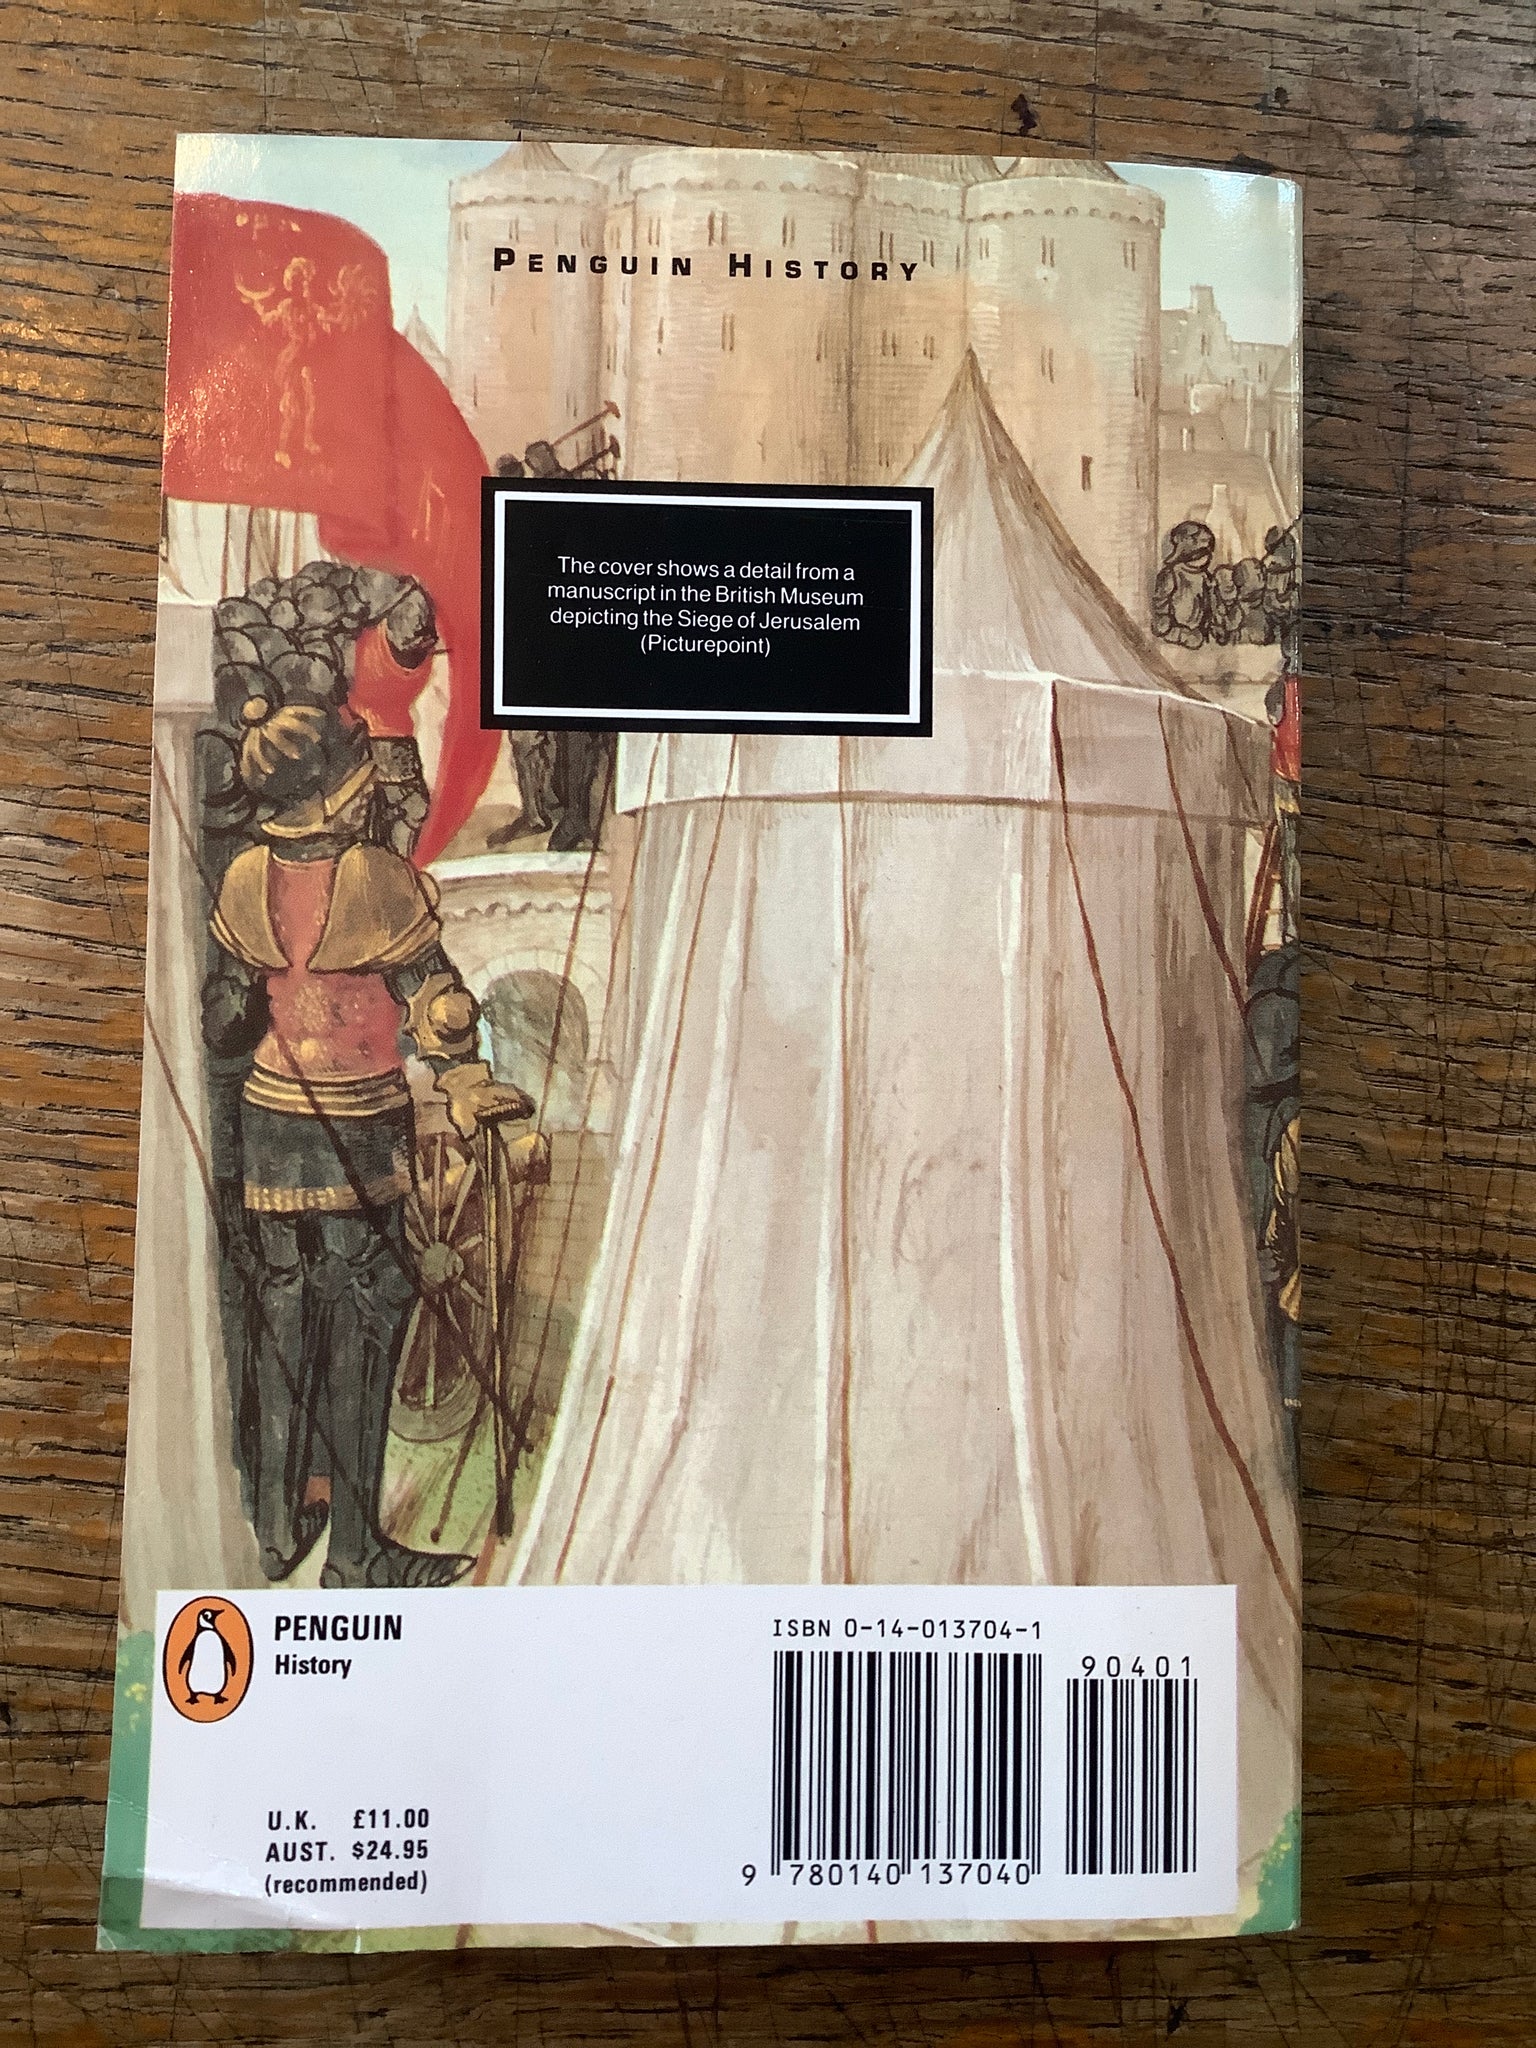 PENGUIN HISTORY
The cover shows a detail from a
manuscript in the British Museum
depicting the Siege of Jerusalem
(Picturepoint)
PENGUIN
History
U.K. £11.00
AUST. $24.95
(recommended)
ISBN 0-14-013704-1
90401
9 780140 137040